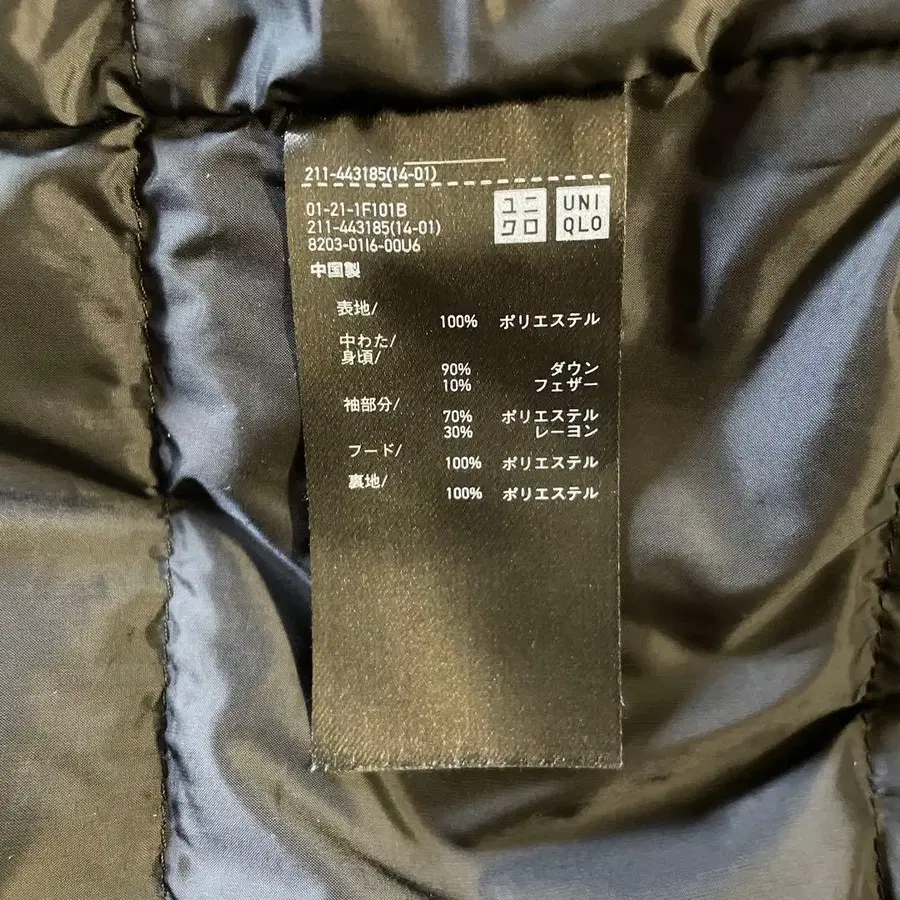 211-443185(14-01)
01-21-1F101B
211-443185(14-01)
8203-01I6-00U6
ユニ
クロ
UNI
QLO
中国製
表地/
100% ポリエステル
中わた/
身頃/
90% ダウン
10% フェザー
袖部分/
70% ポリエステル
30% レーヨン
フード/
100% ポリエステル
裏地/
100% ポリエステル